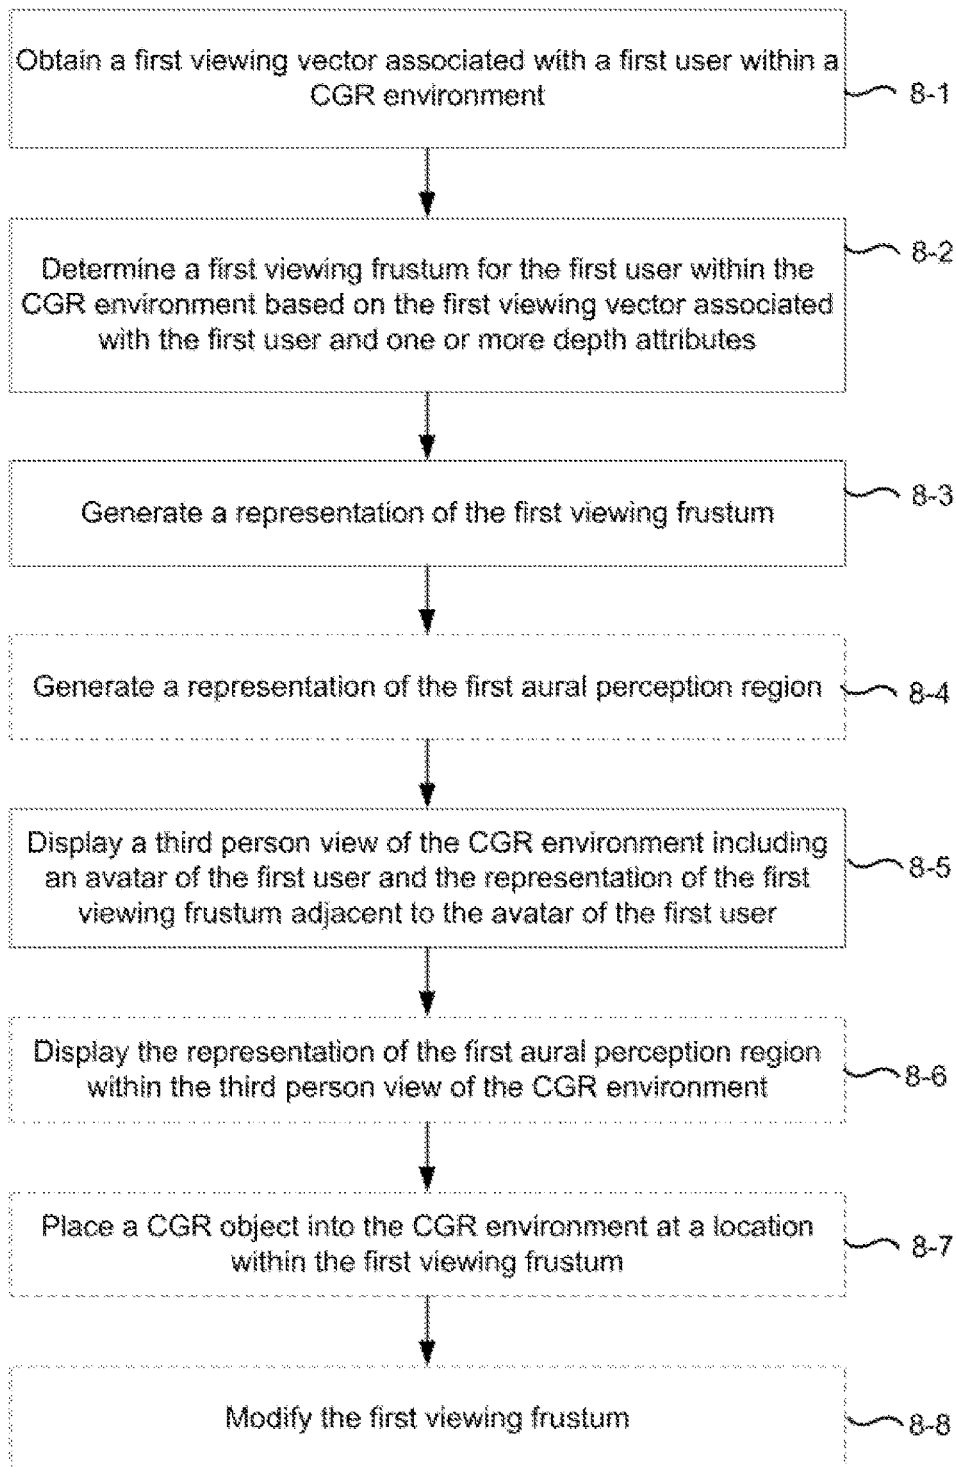 Obtain a first viewing vector associated with a first user within a
CGR environment
8-1
Determine a first viewing frustum for the first user within the
CGR environment based on the first viewing vector associated
with the first user and one or more depth attributes
8-2
Generate a representation of the first viewing frustum
8-3
Generate a representation of the first aural perception region
8-4
Display a third person view of the CGR environment including
an avatar of the first user and the representation of the first
viewing frustum adjacent to the avatar of the first user
8-5
Display the representation of the first aural perception region
within the third person view of the CGR environment
8-6
Place a CGR object into the CGR environment at a location
within the first viewing frustum
8-7
Modify the first viewing frustum
8-8